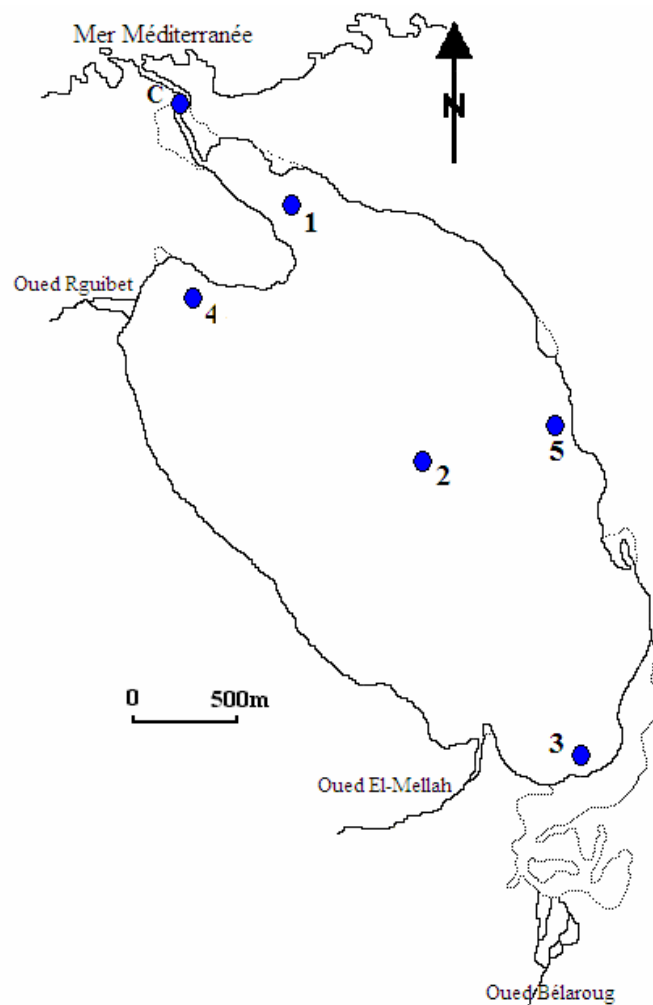 Mer Méditerranée
C
N
1
Oued Rguibet
4
5
2
0 500m
3
Oued El-Mellah
Oued Bélaroug